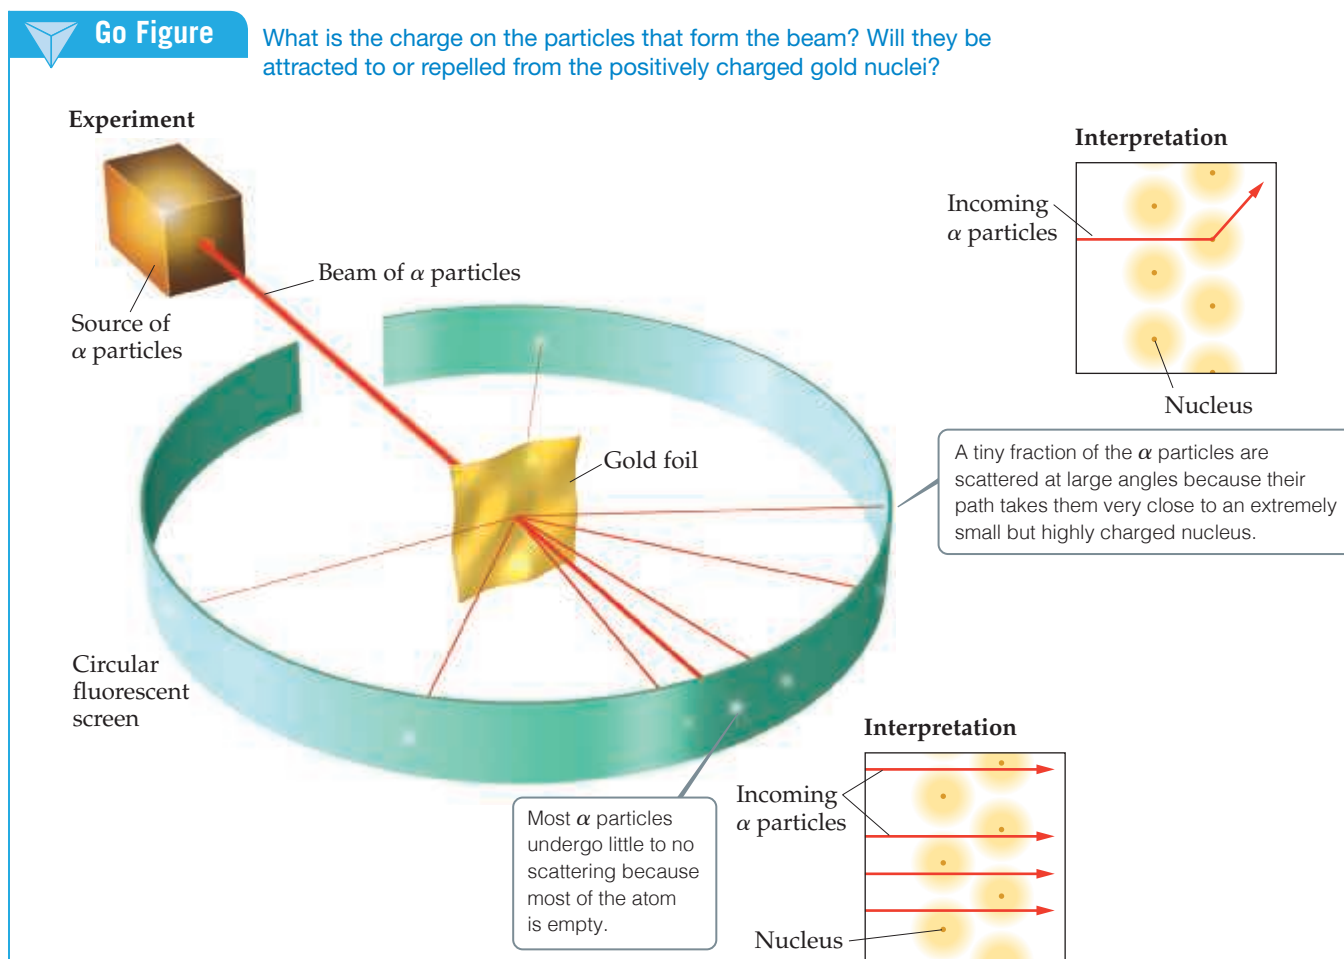 Go Figure
What is the charge on the particles that form the beam? Will they be
attracted to or repelled from the positively charged gold nuclei?
Experiment
Source of
α particles
Beam of α particles
Gold foil
Circular
fluorescent
screen
Interpretation
Incoming
α particles
Nucleus
A tiny fraction of the α particles are
scattered at large angles because their
path takes them very close to an extremely
small but highly charged nucleus.
Most α particles
undergo little to no
scattering because
most of the atom
is empty.
Interpretation
Incoming
α particles
Nucleus